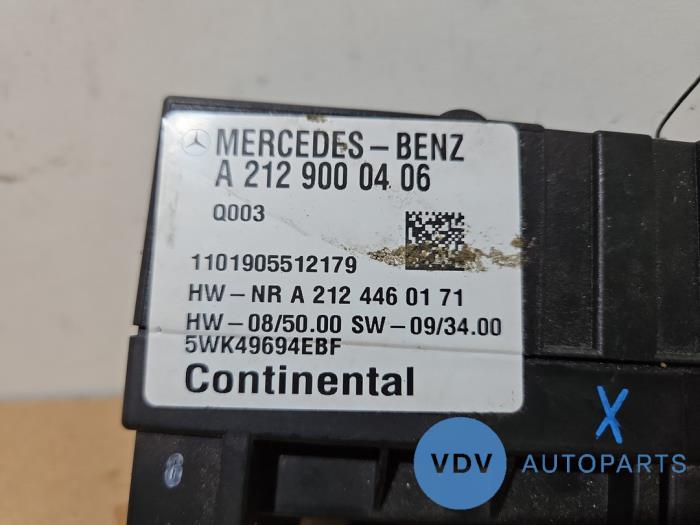 MERCEDES-BENZ
A 212 900 04 06
Q003
1101905512179
HW-NR A 212 446 01 71
HW-08/50.00 SW-09/34.00
5WK49694EBF
Continental
X
6
VDV AUTOPARTS